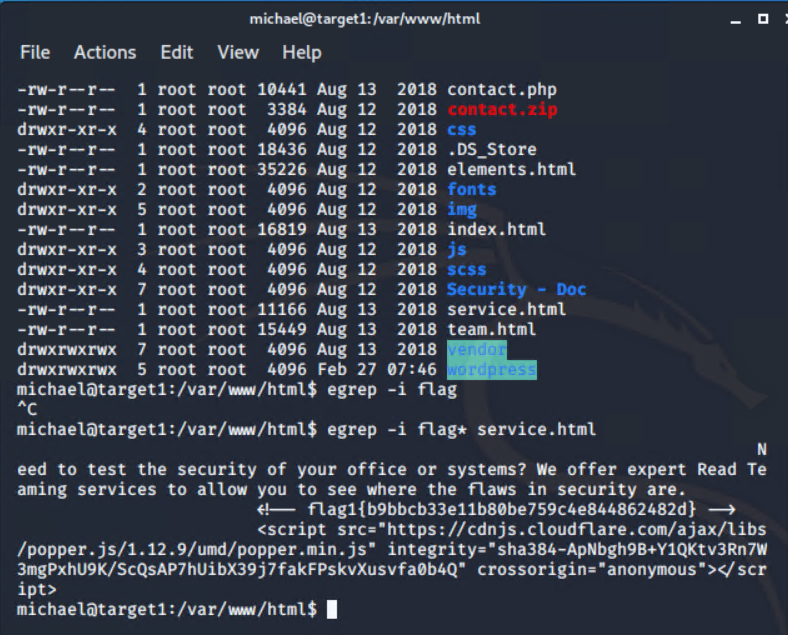 michael@target1:/var/www/html
File Actions Edit View Help
-rw-r--r-- 1 root root 10441 Aug 13 2018 contact.php
-rw-r--r-- 1 root root 3384 Aug 12 2018 contact.zip
drwxr-xr-x 4 root root 4096 Aug 12 2018 css
-rw-r--r-- 1 root root 18436 Aug 12 2018 .DS_Store
-rw-r--r-- 1 root root 35226 Aug 12 2018 elements.html
drwxr-xr-x 2 root root 4096 Aug 12 2018 fonts
drwxr-xr-x 5 root root 4096 Aug 12 2018 img
-rw-r--r-- 1 root root 16819 Aug 13 2018 index.html
drwxr-xr-x 3 root root 4096 Aug 12 2018 js
drwxr-xr-x 4 root root 4096 Aug 12 2018 scss
drwxr-xr-x 7 root root 4096 Aug 12 2018 Security - Doc
-rw-r--r-- 1 root root 11166 Aug 13 2018 service.html
-rw-r--r-- 1 root root 15449 Aug 13 2018 team.html
drwxrwxrwx 7 root root 4096 Aug 13 2018 vendor
drwxrwxrwx 5 root root 4096 Feb 27 07:46 wordpress
michael@target1:/var/www/html$ egrep -i flag
^C
michael@target1:/var/www/html$ egrep -i flag* service.html
N
eed to test the security of your office or systems? We offer expert Read Te
aming services to allow you to see where the flaws in security are.
<!-- flag1{b9bbcb33e11b80be759c4e844862482d} -->
<script src="https://cdnjs.cloudflare.com/ajax/libs
/popper.js/1.12.9/umd/popper.min.js" integrity="sha384-ApNbgh9B+Y1QKtv3Rn7W
3mgPxhU9K/ScQsAP7hUibX39j7fakFPskvXusvfa0b4Q" crossorigin="anonymous"></scr
ipt>
michael@target1:/var/www/html$